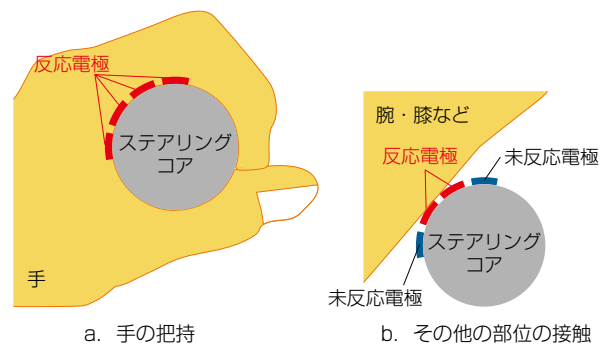 反応電極
ステアリング
コア
手
a. 手の把持
腕・膝など
反応電極
未反応電極
ステアリング
コア
未反応電極
b. その他の部位の接触